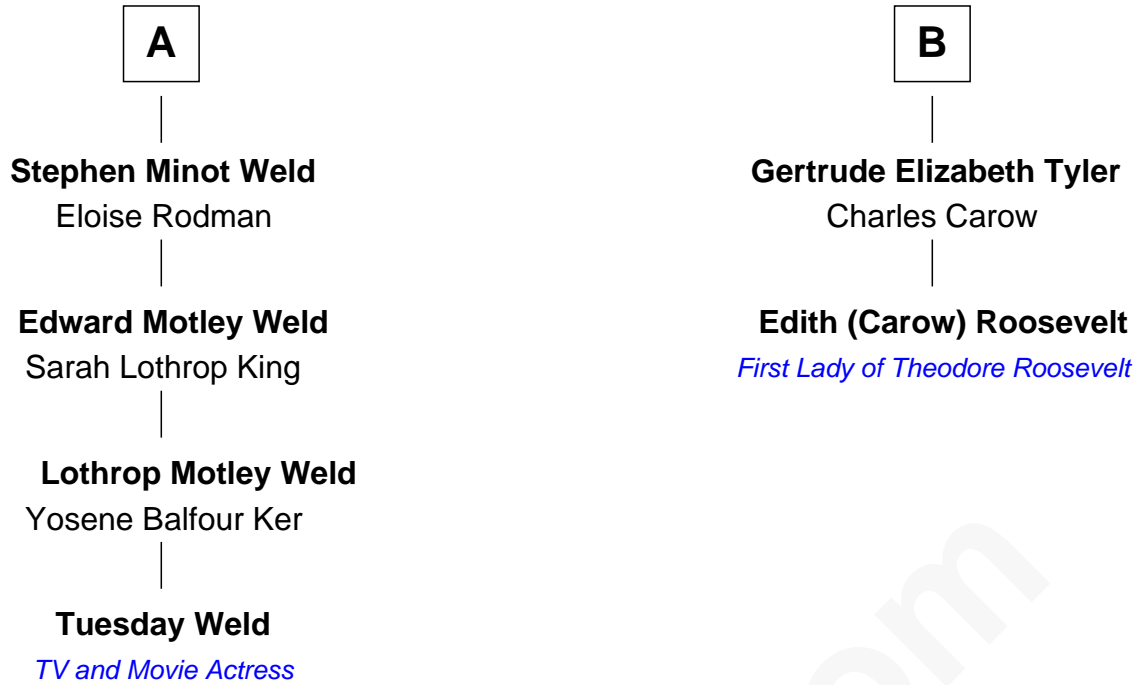 A
Stephen Minot Weld
Eloise Rodman
Edward Motley Weld
Sarah Lothrop King
Lothrop Motley Weld
Yosene Balfour Ker
Tuesday Weld
TV and Movie Actress
B
Gertrude Elizabeth Tyler
Charles Carow
Edith (Carow) Roosevelt
First Lady of Theodore Roosevelt
om